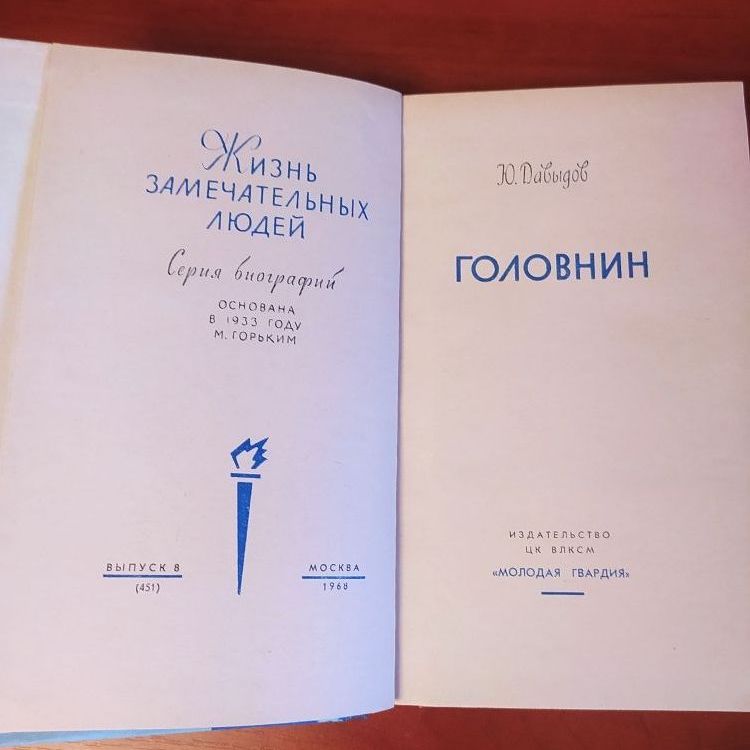 Жизнь
ЗАМЕЧАТЕЛЬНЫХ
ЛЮДЕЙ
Серия биографий
ОСНОВАНА
В 1933 ГОДУ
М. ГОРЬКИМ
ВЫПУСК 8
(451)
МОСКВА
1968
Ю. Давыдов
ГОЛОВНИН
ИЗДАТЕЛЬСТВО
ЦК ВЛКСМ
«МОЛОДАЯ ГВАРДИЯ»